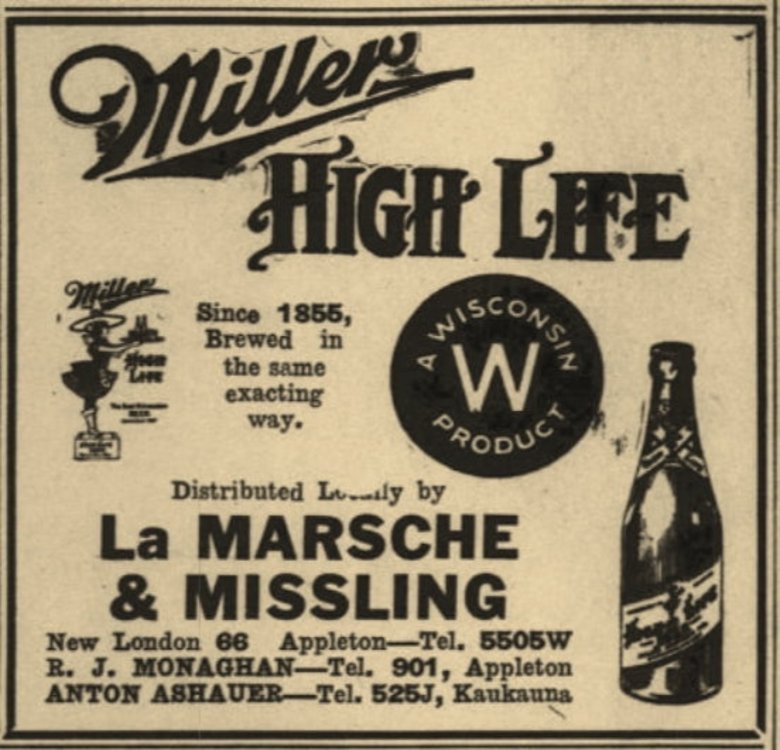 Miller
HIGH LIFE
Miller
HIGH
LIFE
Since 1855,
Brewed in
the same
exacting
way.
A WISCONSIN
W
PRODUCT
Distributed Locally by
La MARSCHE
& MISSLING
New London 66 Appleton—Tel. 5505W
R. J. MONAGHAN—Tel. 901, Appleton
ANTON ASHAUER—Tel. 525J, Kaukauna